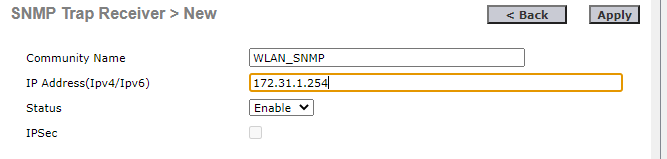 SNMP Trap Receiver > New
< Back
Apply
Community Name
WLAN_SNMP
IP Address(Ipv4/Ipv6)
172.31.1.254
Status
Enable
IPSec